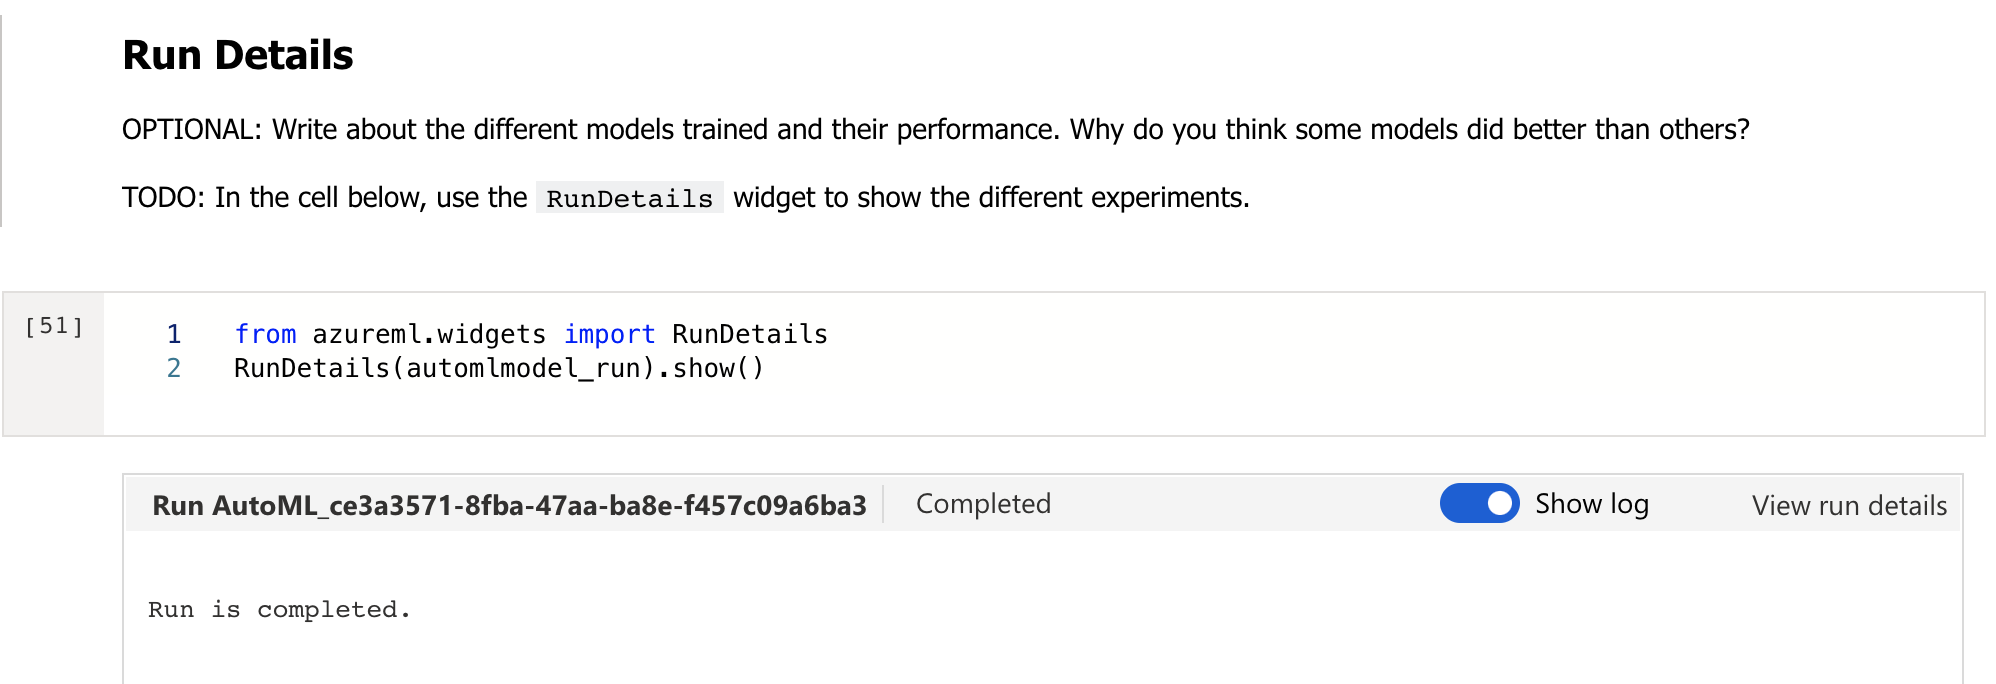 Run Details
OPTIONAL: Write about the different models trained and their performance. Why do you think some models did better than others?
TODO: In the cell below, use the RunDetails widget to show the different experiments.
[51]
1 from azureml.widgets import RunDetails
2 RunDetails(automlmodel_run).show()
Run AutoML_ce3a3571-8fba-47aa-ba8e-f457c09a6ba3 Completed Show log View run details
Run is completed.